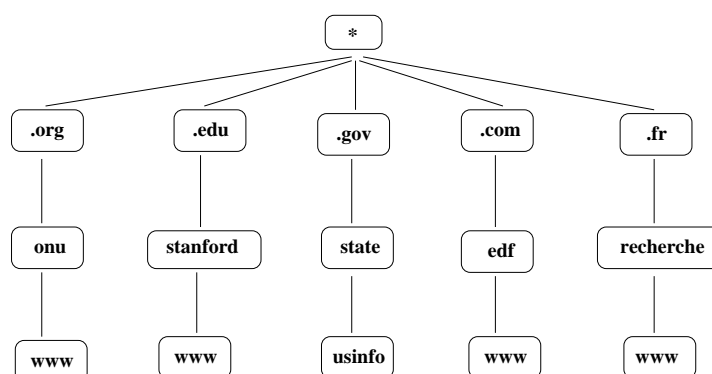 *
.org .edu .gov .com .fr
onu stanford state edf recherche
www www usinfo www www